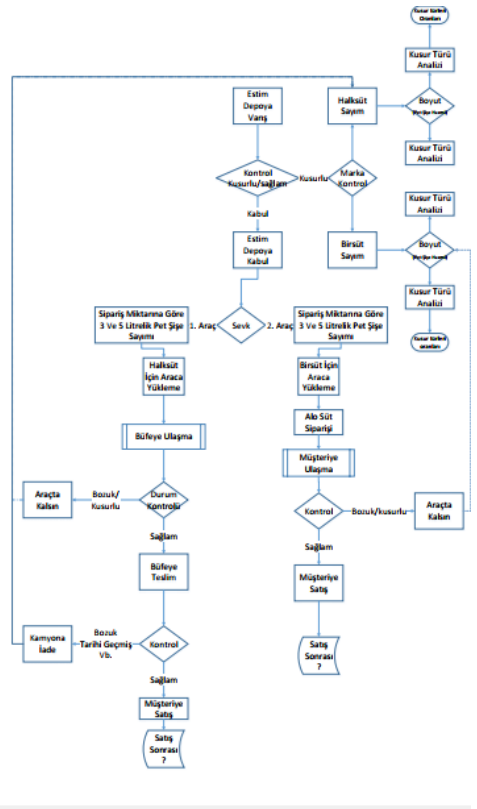 Kusur Türleri
Oranları
Kusur Türü
Analizi
Estim
Depoya
Varış
Halksüt
Sayım
Boyut
Kontrol
Kusurlu/sağlam
Kusurlu
Marka
Kontrol
Kusur Türü
Analizi
Kabul
Kusur Türü
Analizi
Estim
Depoya
Kabul
Birsüt
Sayım
Boyut
Kusur Türü
Analizi
Sipariş Miktarına Göre
3 Ve 5 Litrelik Pet Şişe
Sayımı
1. Araç
Sevk
2. Araç
Sipariş Miktarına Göre
3 Ve 5 Litrelik Pet Şişe
Sayımı
Halksüt
İçin Araca
Yükleme
Birsüt İçin
Araca
Yükleme
Alo Süt
Siparişi
Büfeye Ulaşma
Müşteriye
Ulaşma
Araçta
Kalsın
Bozuk/
Kusurlu
Durum
Kontrolü
Kontrol
Bozuk/kusurlu
Araçta
Kalsın
Sağlam
Sağlam
Büfeye
Teslim
Müşteriye
Satış
Kamyona
İade
Bozuk
Tarihi Geçmiş
Vb.
Kontrol
Satış
Sonrası
?
Sağlam
Müşteriye
Satış
Satış
Sonrası
?